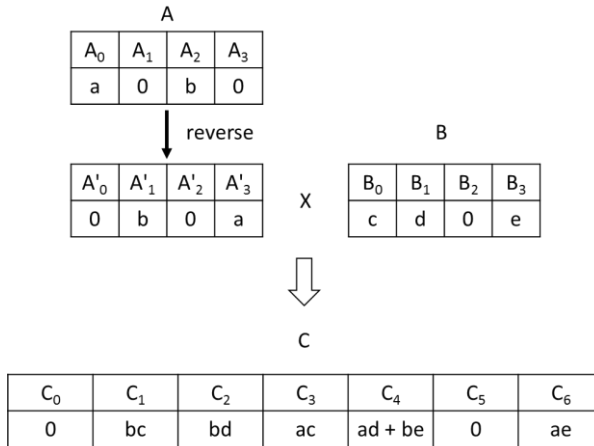 A
A₀ A₁ A₂ A₃
a 0 b 0
reverse
B
A'₀ A'₁ A'₂ A'₃
0 b 0 a
X
B₀ B₁ B₂ B₃
c d 0 e
C
C₀ C₁ C₂ C₃ C₄ C₅ C₆
0 bc bd ac ad + be 0 ae